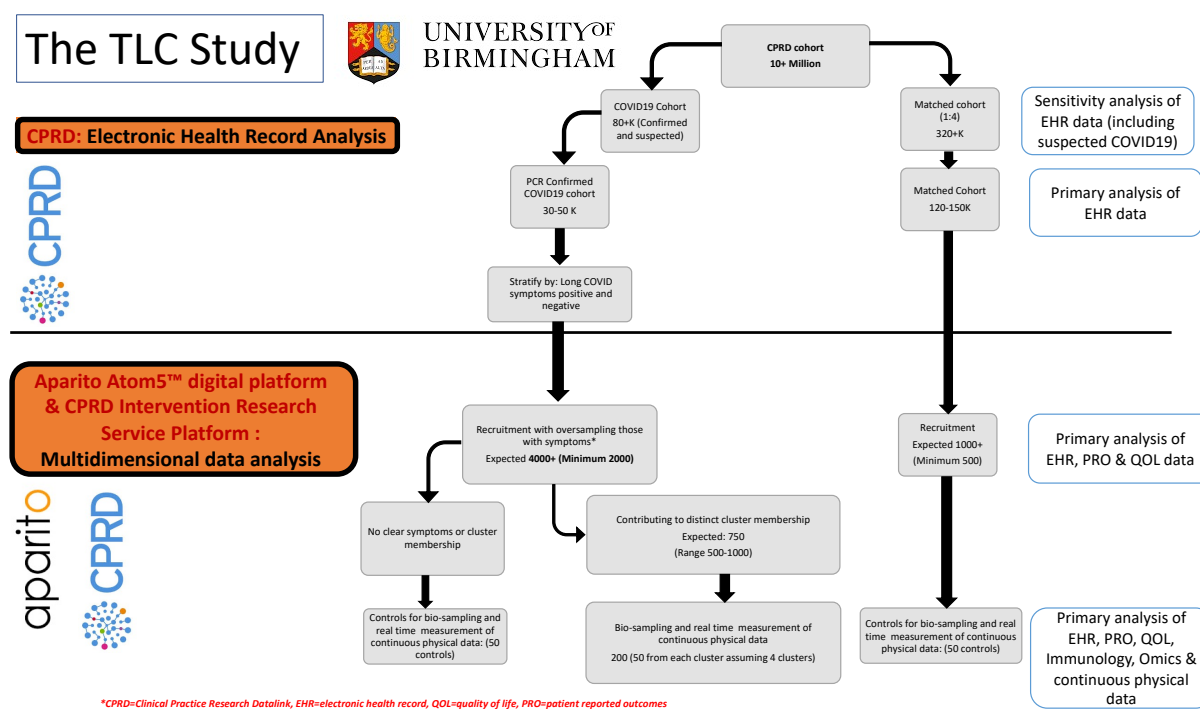 The TLC Study
UNIVERSITY OF
BIRMINGHAM
CPRD cohort
10+ Million
CPRD: Electronic Health Record Analysis
CPRD
COVID19 Cohort
80+K (Confirmed
and suspected)
Matched cohort
(1:4)
320+K
Sensitivity analysis of
EHR data (including
suspected COVID19)
PCR Confirmed
COVID19 cohort
30-50 K
Matched Cohort
120-150K
Primary analysis of
EHR data
Stratify by: Long COVID
symptoms positive and
negative
Aparito Atom5™ digital platform
& CPRD Intervention Research
Service Platform :
Multidimensional data analysis
aparito
CPRD
Recruitment with oversampling those
with symptoms*
Expected 4000+ (Minimum 2000)
Recruitment
Expected 1000+
(Minimum 500)
Primary analysis of
EHR, PRO & QOL data
No clear symptoms or cluster
membership
Contributing to distinct cluster membership
Expected: 750
(Range 500-1000)
Controls for bio-sampling and
real time measurement of
continuous physical data: (50
controls)
Bio-sampling and real time measurement of
continuous physical data
200 (50 from each cluster assuming 4 clusters)
Controls for bio-sampling and real
time measurement of continuous
physical data: (50 controls)
Primary analysis of
EHR, PRO, QOL,
Immunology, Omics &
continuous physical
data
*CPRD=Clinical Practice Research Datalink, EHR=electronic health record, QOL=quality of life, PRO=patient reported outcomes